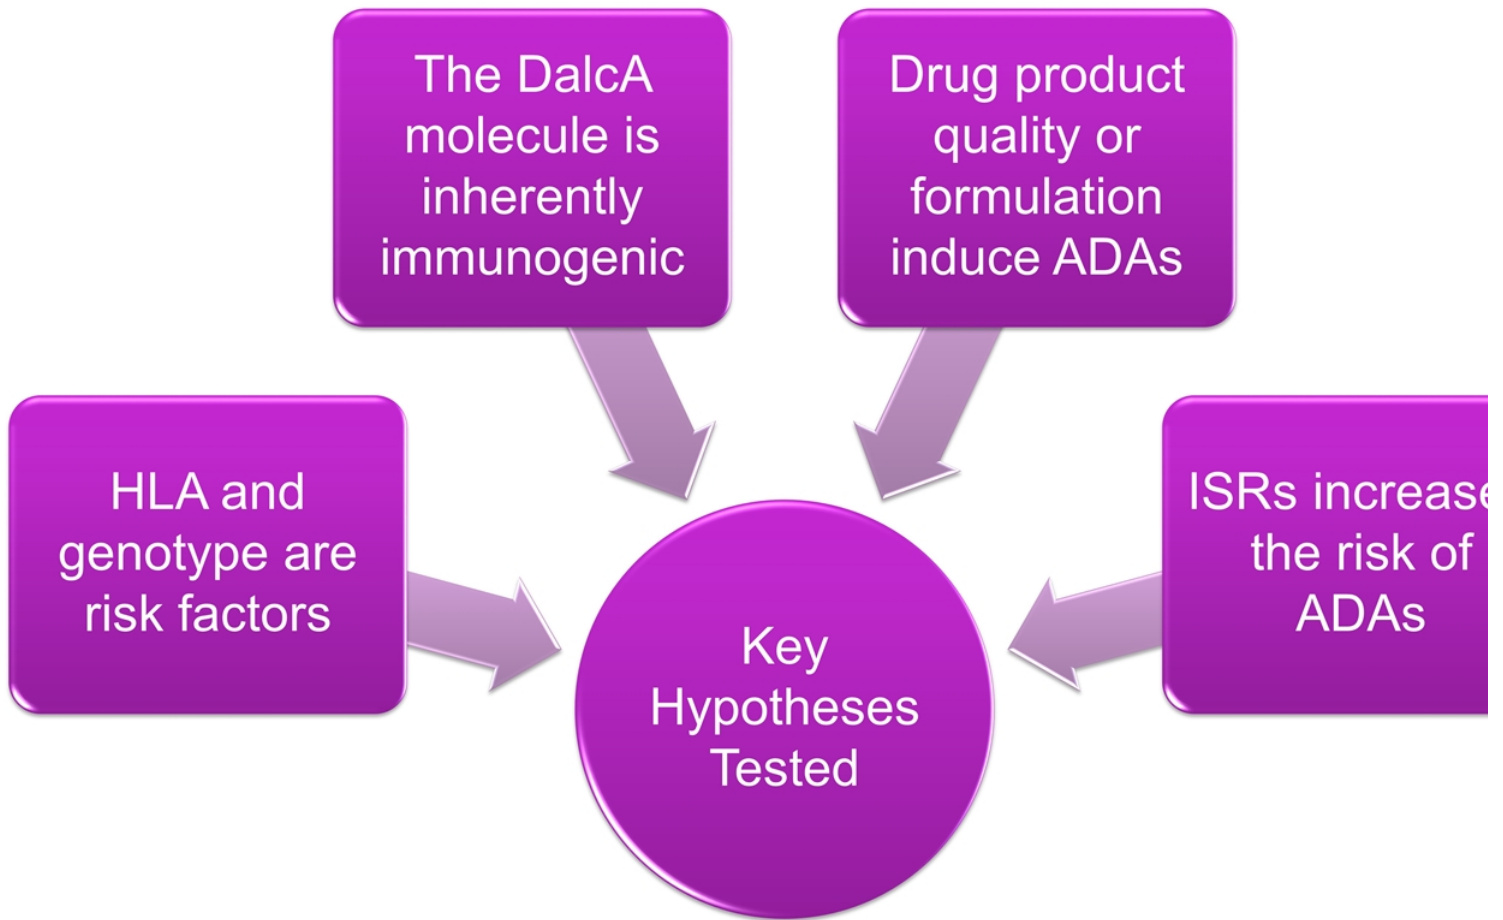 The DalcA
molecule is
inherently
immunogenic
Drug product
quality or
formulation
induce ADAs
HLA and
genotype are
risk factors
ISRs increase
the risk of
ADAs
Key
Hypotheses
Tested